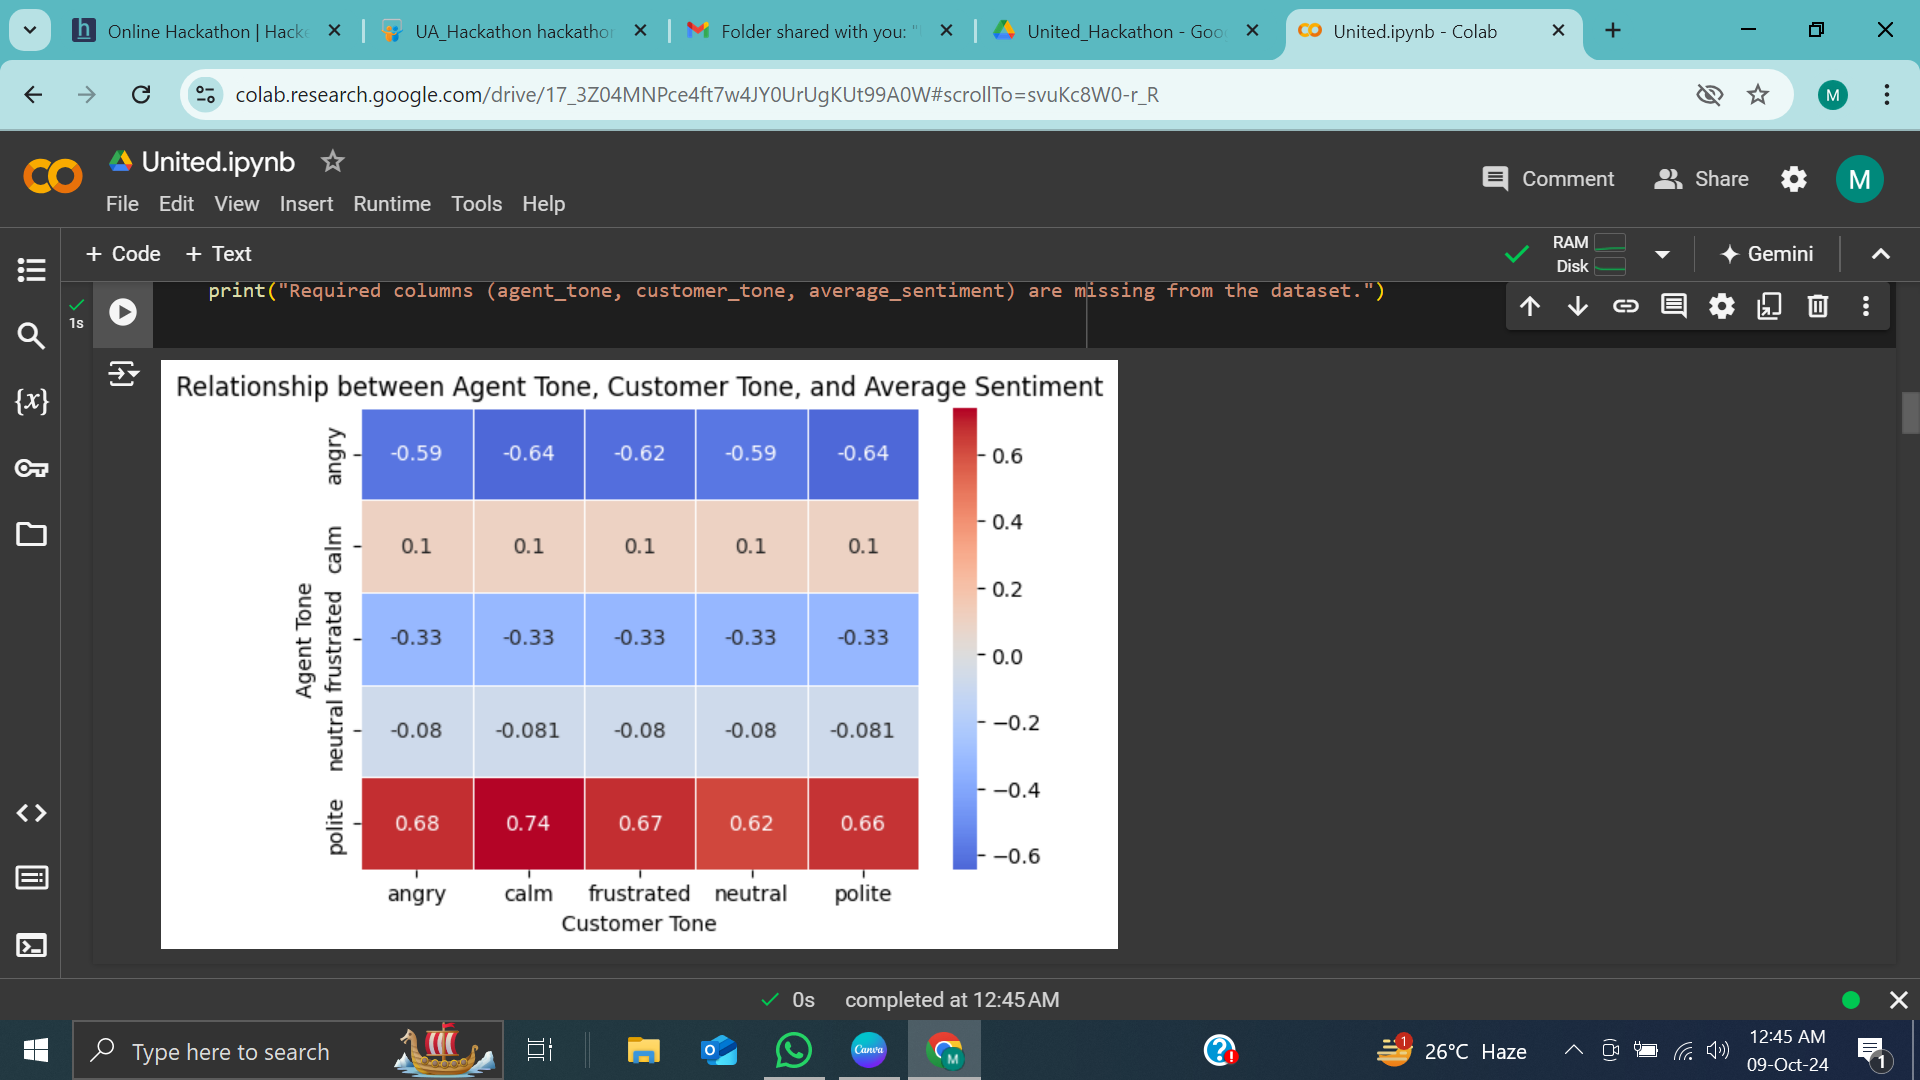 Online Hackathon | Hack
UA_Hackathon hackathon
Folder shared with you: "
United_Hackathon - Goo
United.ipynb - Colab
colab.research.google.com/drive/17_3Z04MNPce4ft7w4JY0UrUgKUt99A0W#scrollTo=svuKc8W0-r_R
M
United.ipynb
Comment
Share
M
File Edit View Insert Runtime Tools Help
+ Code + Text
RAM
Disk
Gemini
print("Required columns (agent_tone, customer_tone, average_sentiment) are missing from the dataset.")
1s
{x}
Relationship between Agent Tone, Customer Tone, and Average Sentiment
angry -0.59 -0.64 -0.62 -0.59 -0.64
calm 0.1 0.1 0.1 0.1 0.1
frustrated -0.33 -0.33 -0.33 -0.33 -0.33
neutral -0.08 -0.081 -0.08 -0.08 -0.081
polite 0.68 0.74 0.67 0.62 0.66
Agent Tone
angry calm frustrated neutral polite
Customer Tone
0.6
0.4
0.2
0.0
−0.2
−0.4
−0.6
0s completed at 12:45 AM
Type here to search
Canva
M
1
26°C Haze
12:45 AM
09-Oct-24
1